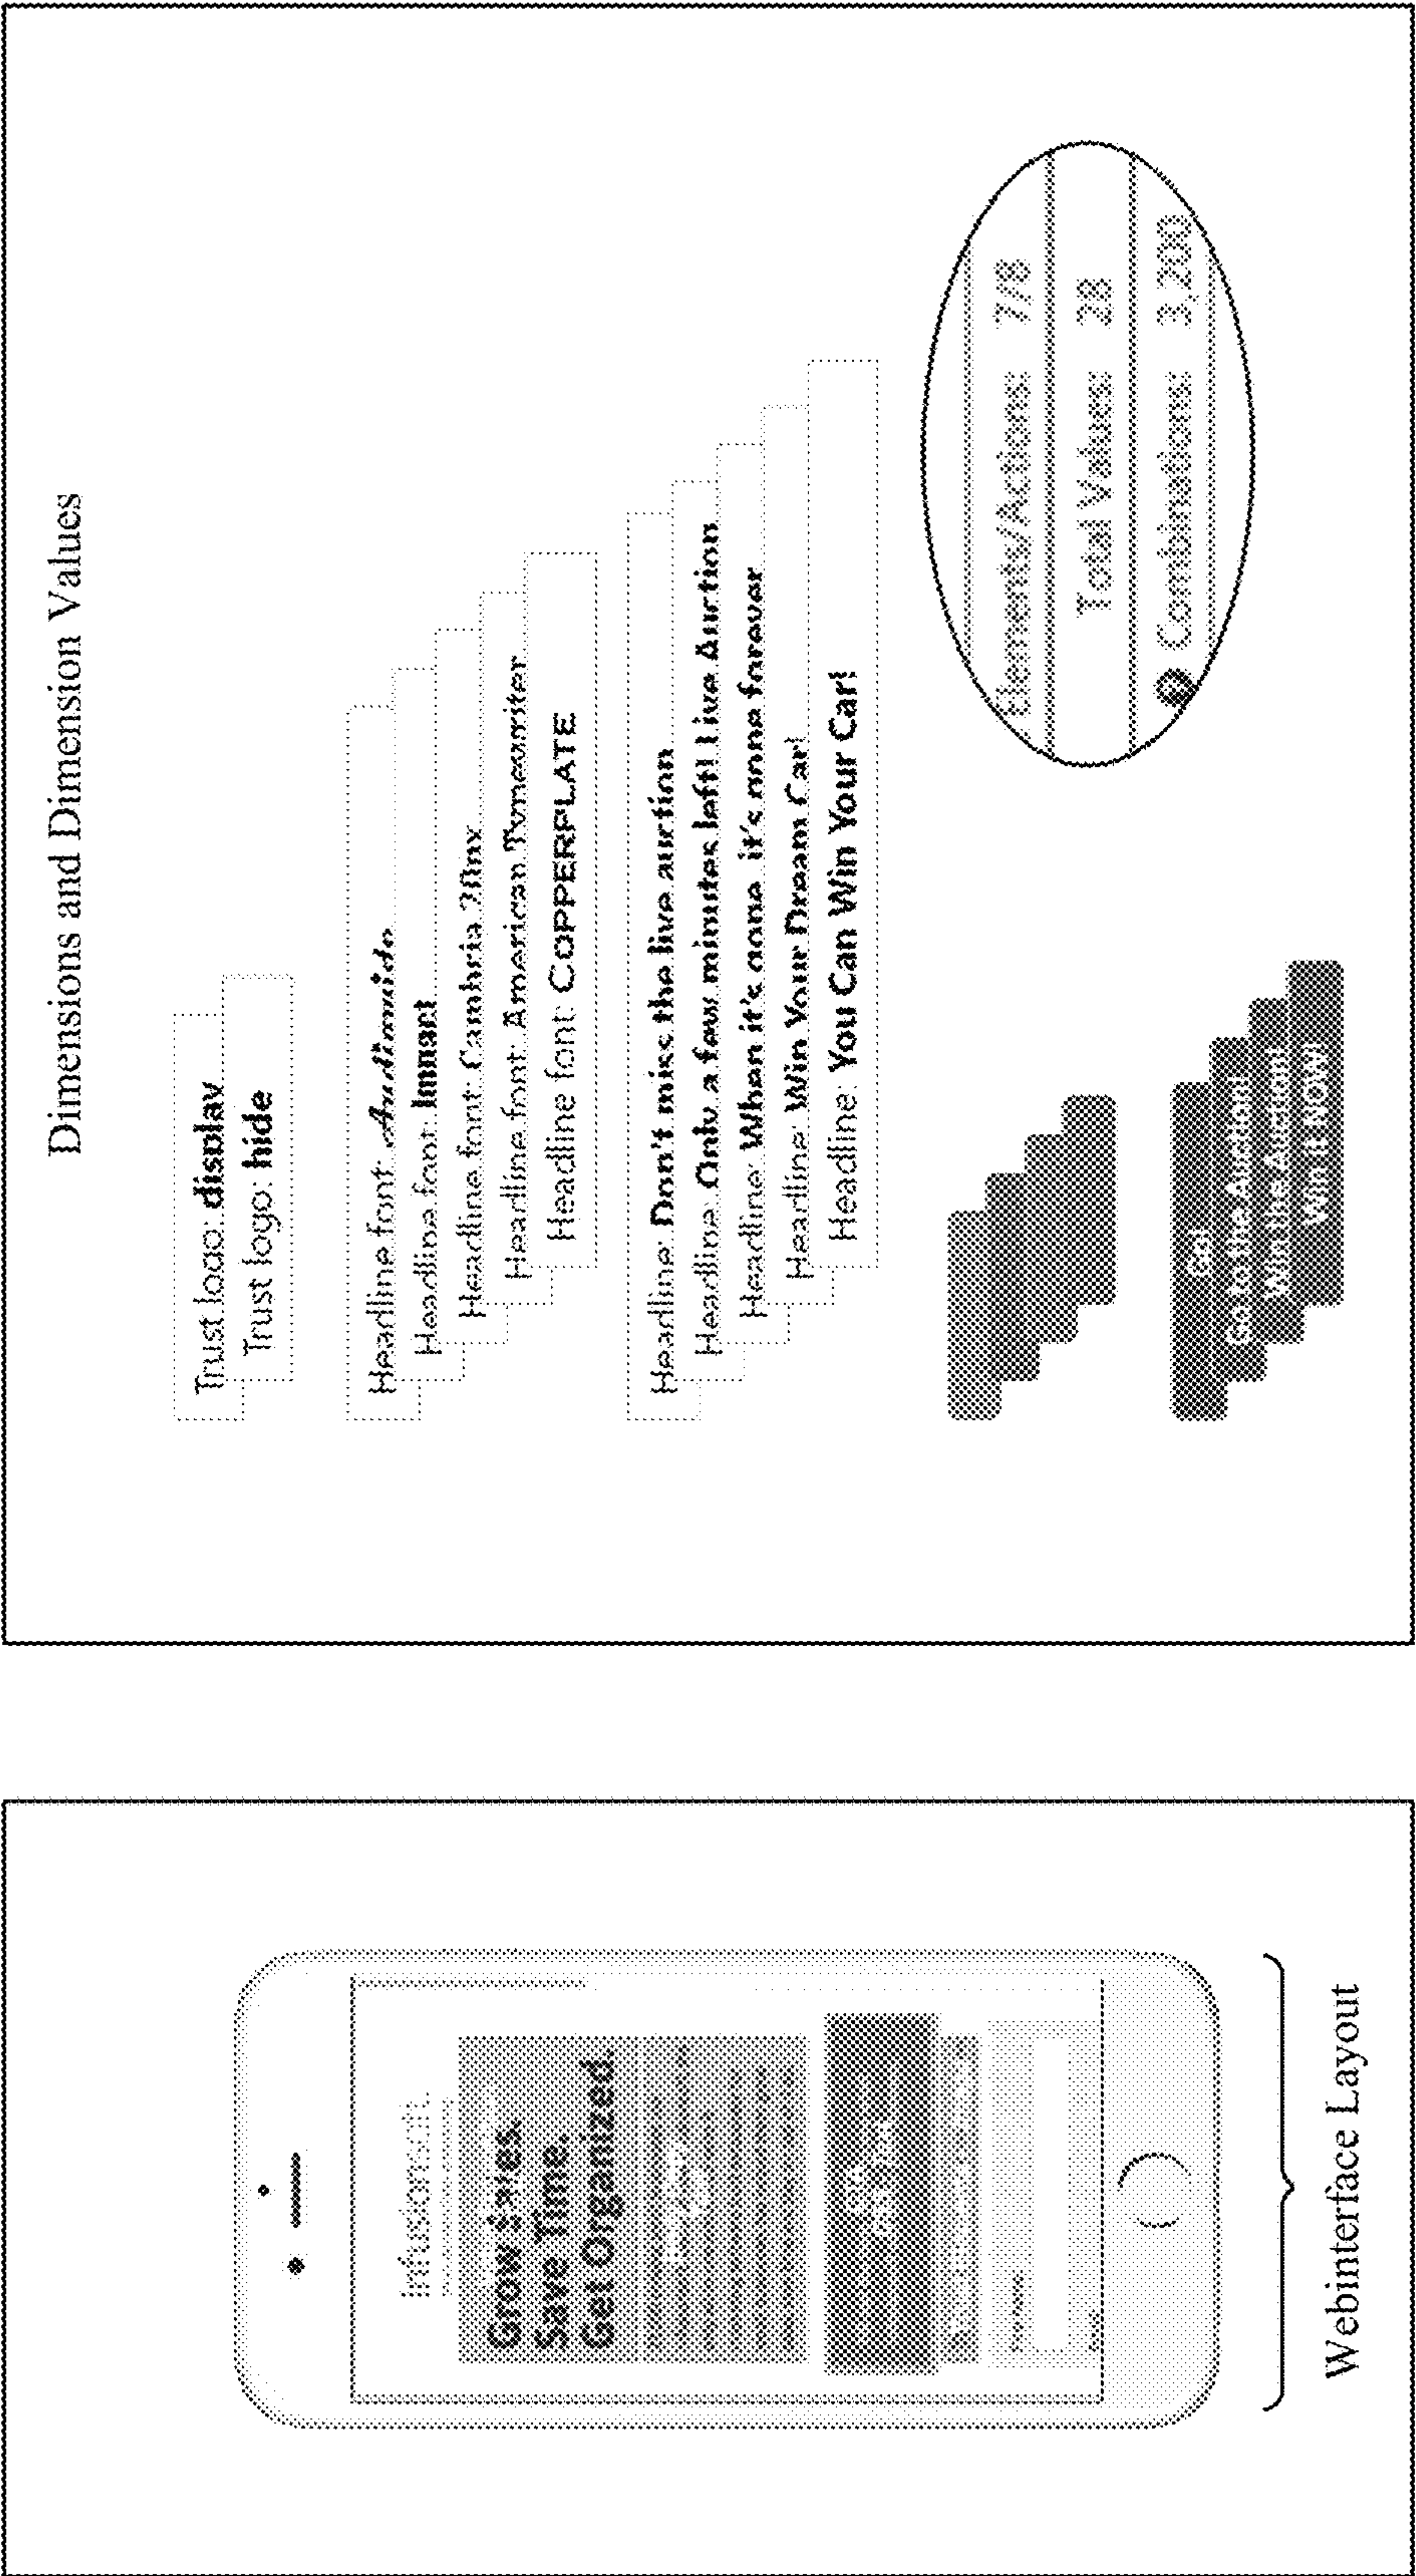 Dimensions and Dimension Values
Trust logo: display
Trust logo: hide
Headline font: Audimide
Headline font: Impact
Headline font: Cambria 20px
Headline font: American Typewriter
Headline font: COPPERPLATE
Headline: Don't miss the live auction
Headline: Only a few minutes left! Live Auction
Headline: When it's gone, it's gone forever
Headline: Win Your Dream Car!
Headline: You Can Win Your Car!
Go!
Go to the Auction!
Win the Auction!
Win it NOW!
Elements/Actions: 7/8
Total Values: 28
Combinations: 3,200
Infusionsoft.
Grow Sales.
Save Time.
Get Organized.
Webinterface Layout